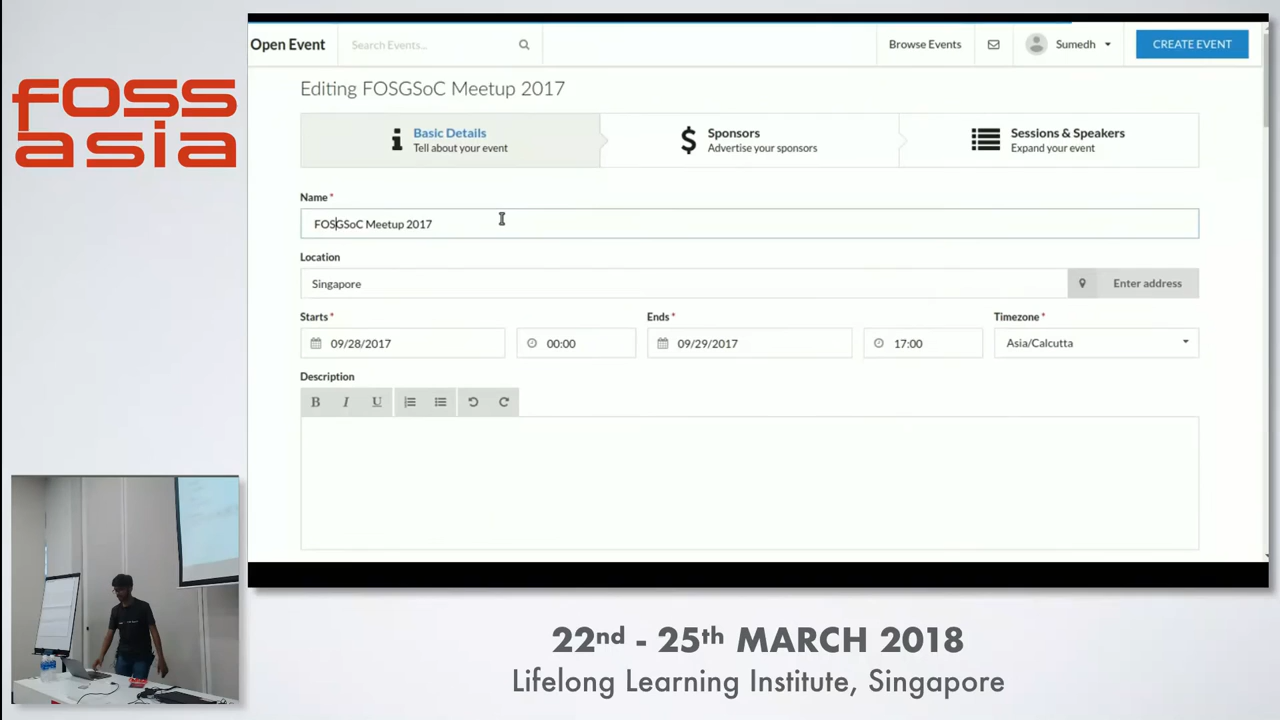 foss
asia
Open Event
Search Events...
Browse Events
Sumedh
CREATE EVENT
Editing FOSGSoC Meetup 2017
Basic Details
Tell about your event
Sponsors
Advertise your sponsors
Sessions & Speakers
Expand your event
Name *
FOSGSoC Meetup 2017
Location
Singapore
Enter address
Starts *
Ends *
Timezone *
09/28/2017
00:00
09/29/2017
17:00
Asia/Calcutta
Description
B I U
22nd - 25th MARCH 2018
Lifelong Learning Institute, Singapore